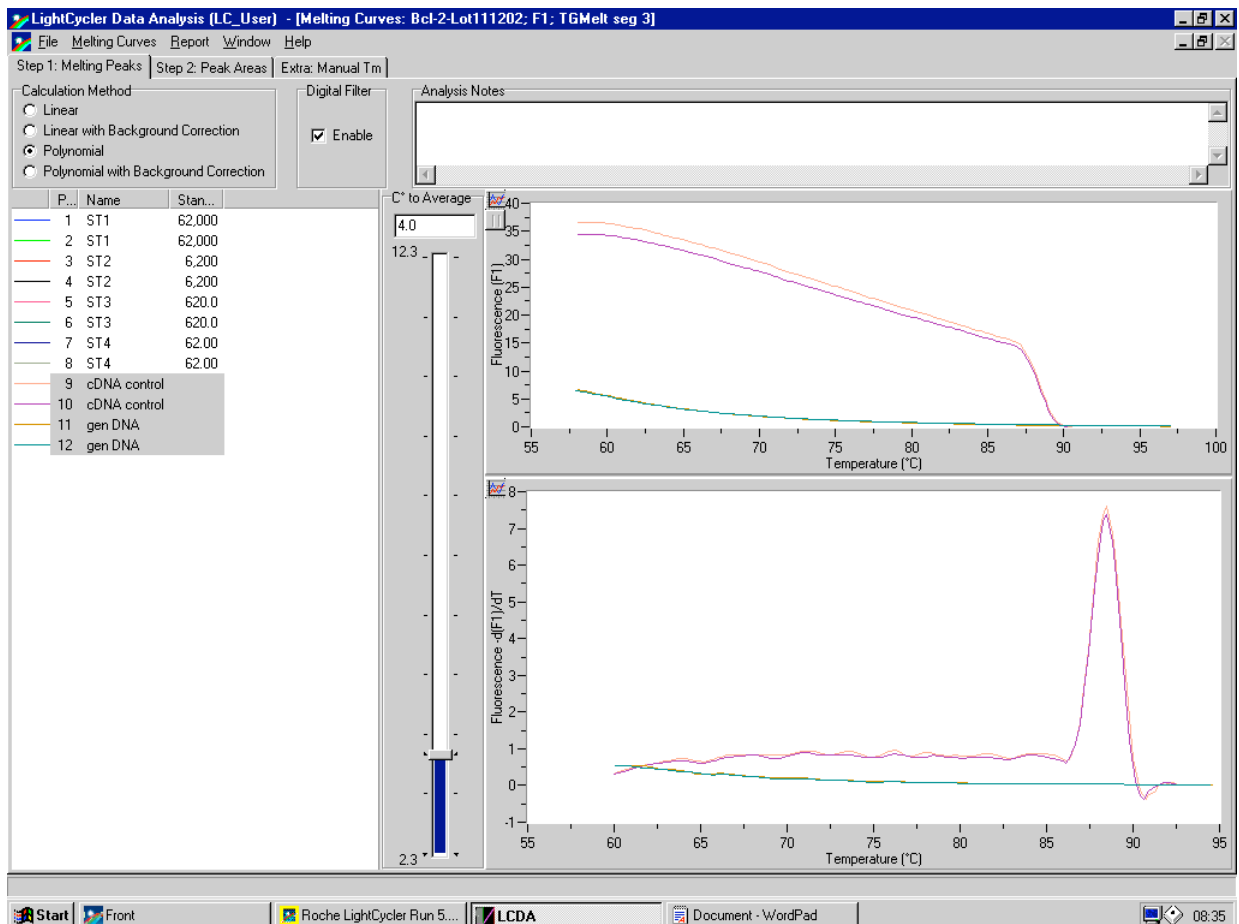 LightCycler Data Analysis (LC_User) - [Melting Curves: Bcl-2-Lot111202; F1; TGMelt seg 3]
File Melting Curves Report Window Help
Step 1: Melting Peaks Step 2: Peak Areas Extra: Manual Tm
Calculation Method
Linear
Linear with Background Correction
Polynomial
Polynomial with Background Correction
Digital Filter
Enable
Analysis Notes
P... Name Stan...
1 ST1 62,000
2 ST1 62,000
3 ST2 6,200
4 ST2 6,200
5 ST3 620.0
6 ST3 620.0
7 ST4 62.00
8 ST4 62.00
9 cDNA control
10 cDNA control
11 gen DNA
12 gen DNA
C° to Average
4.0
12.3
2.3
40
35
30
25
20
15
10
5
0
Fluorescence (F1)
55 60 65 70 75 80 85 90 95 100
Temperature (°C)
8
7
6
5
4
3
2
1
0
-1
Fluorescence -d(F1)/dT
55 60 65 70 75 80 85 90 95
Temperature (°C)
Start Front Roche LightCycler Run 5.... LCDA Document - WordPad 08:35